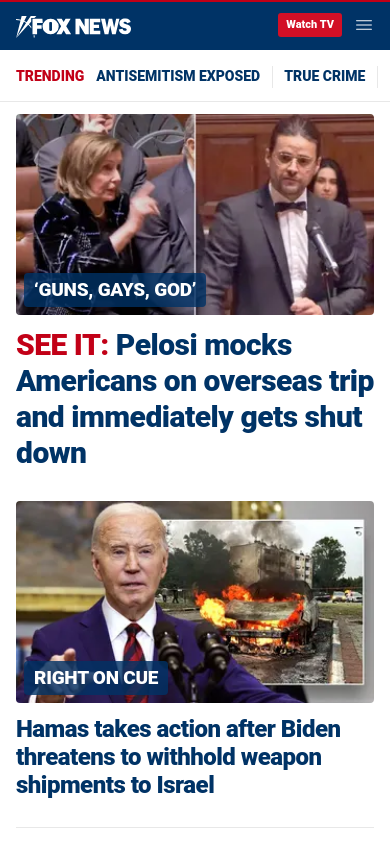 FOX NEWS
Watch TV
TRENDING ANTISEMITISM EXPOSED TRUE CRIME
‘GUNS, GAYS, GOD’
SEE IT: Pelosi mocks
Americans on overseas trip
and immediately gets shut
down
RIGHT ON CUE
Hamas takes action after Biden
threatens to withhold weapon
shipments to Israel